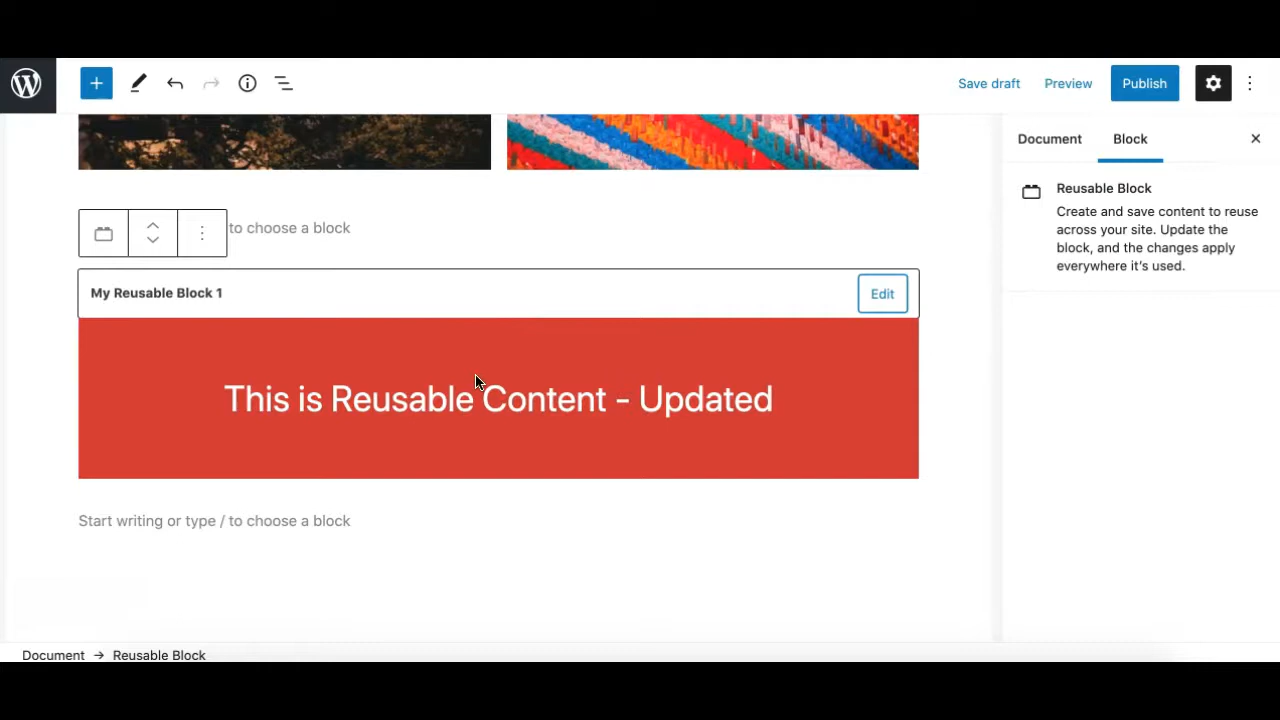 Save draft
Preview
Publish
Document
Block
Reusable Block
Create and save content to reuse
across your site. Update the
block, and the changes apply
everywhere it's used.
to choose a block
My Reusable Block 1
Edit
This is Reusable Content - Updated
Start writing or type / to choose a block
Document → Reusable Block